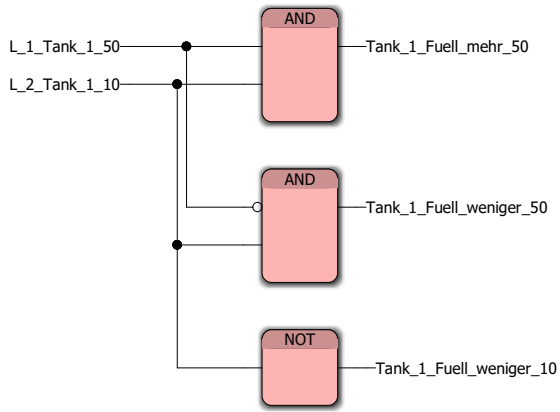 AND
L_1_Tank_1_50
Tank_1_Fuell_mehr_50
L_2_Tank_1_10
AND
Tank_1_Fuell_weniger_50
NOT
Tank_1_Fuell_weniger_10